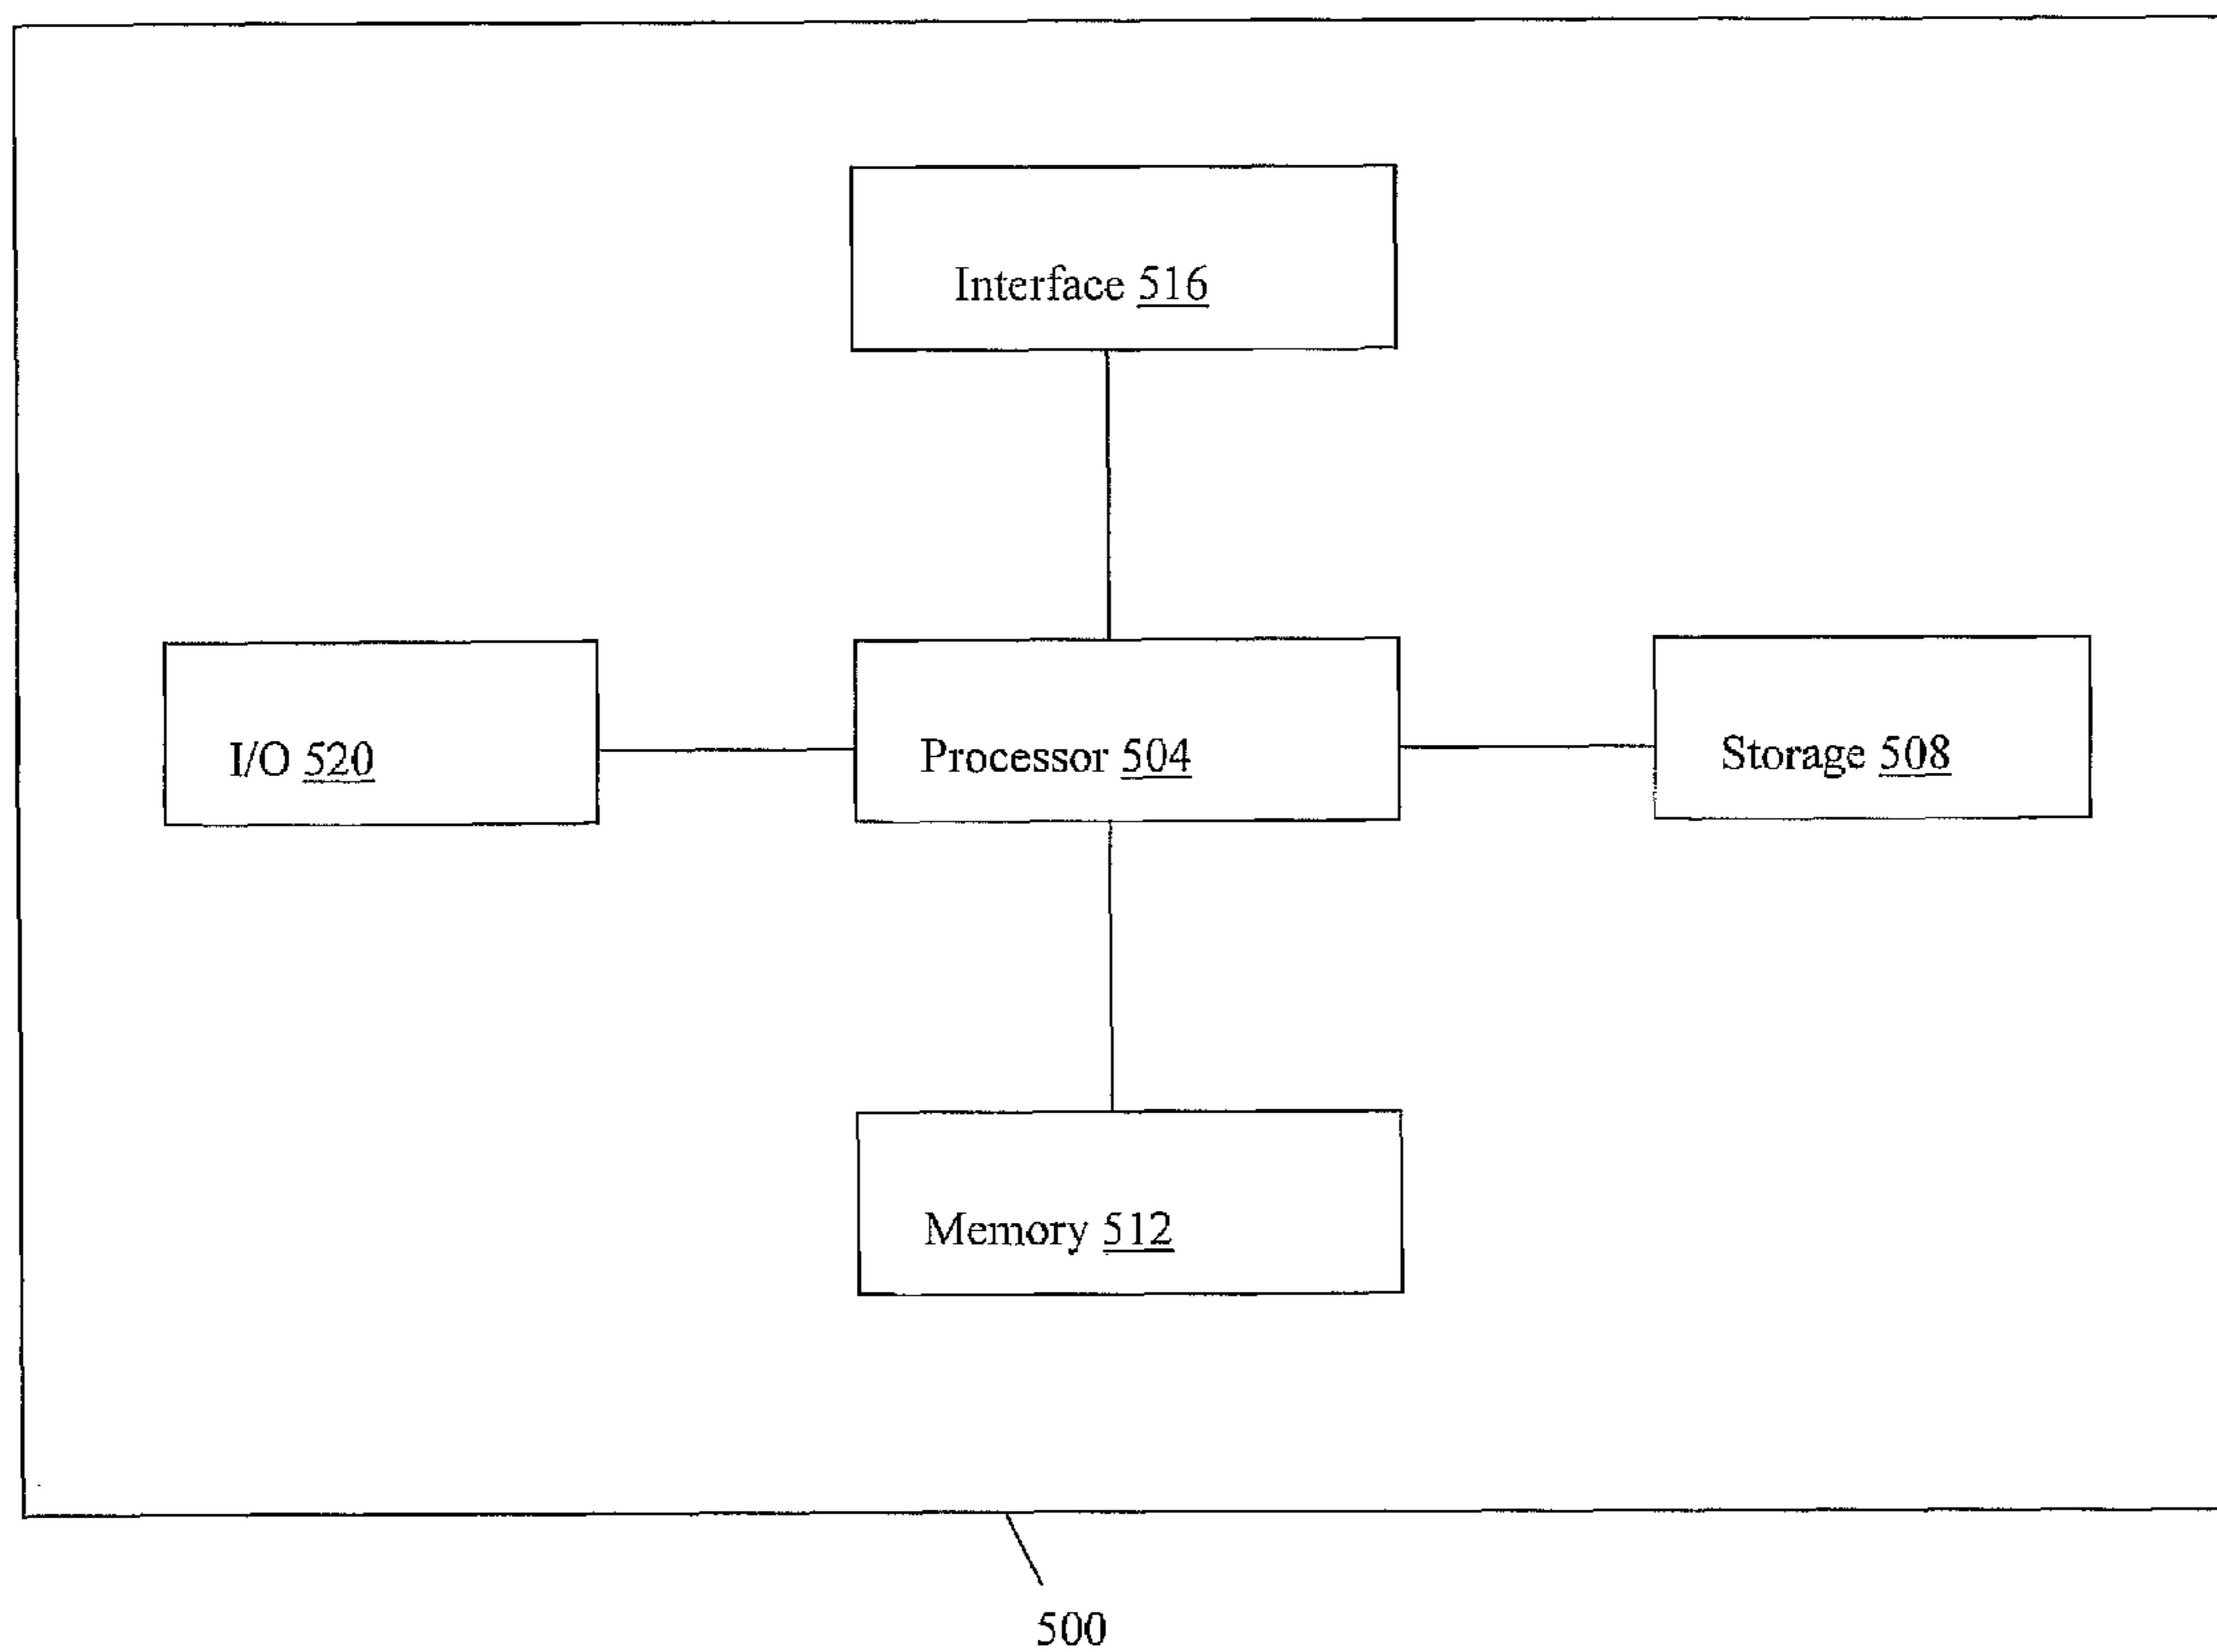 Interface 516
I/O 520
Processor 504
Storage 508
Memory 512
500